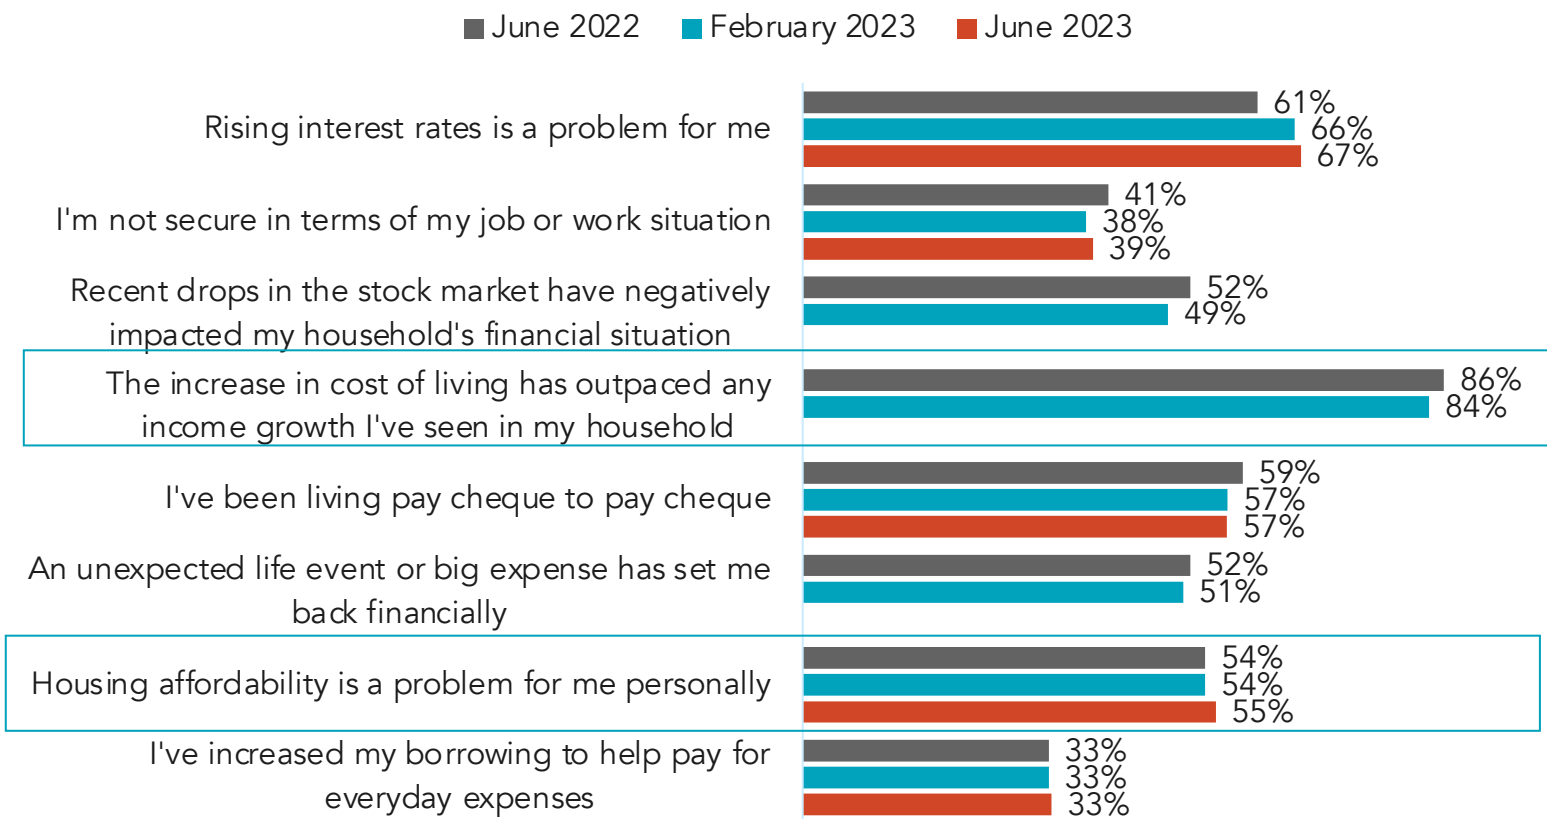 June 2022 February 2023 June 2023
Rising interest rates is a problem for me
61%
66%
67%
I'm not secure in terms of my job or work situation
41%
38%
39%
Recent drops in the stock market have negatively
impacted my household's financial situation
52%
49%
The increase in cost of living has outpaced any
income growth I've seen in my household
86%
84%
I've been living pay cheque to pay cheque
59%
57%
57%
An unexpected life event or big expense has set me
back financially
52%
51%
Housing affordability is a problem for me personally
54%
54%
55%
I've increased my borrowing to help pay for
everyday expenses
33%
33%
33%